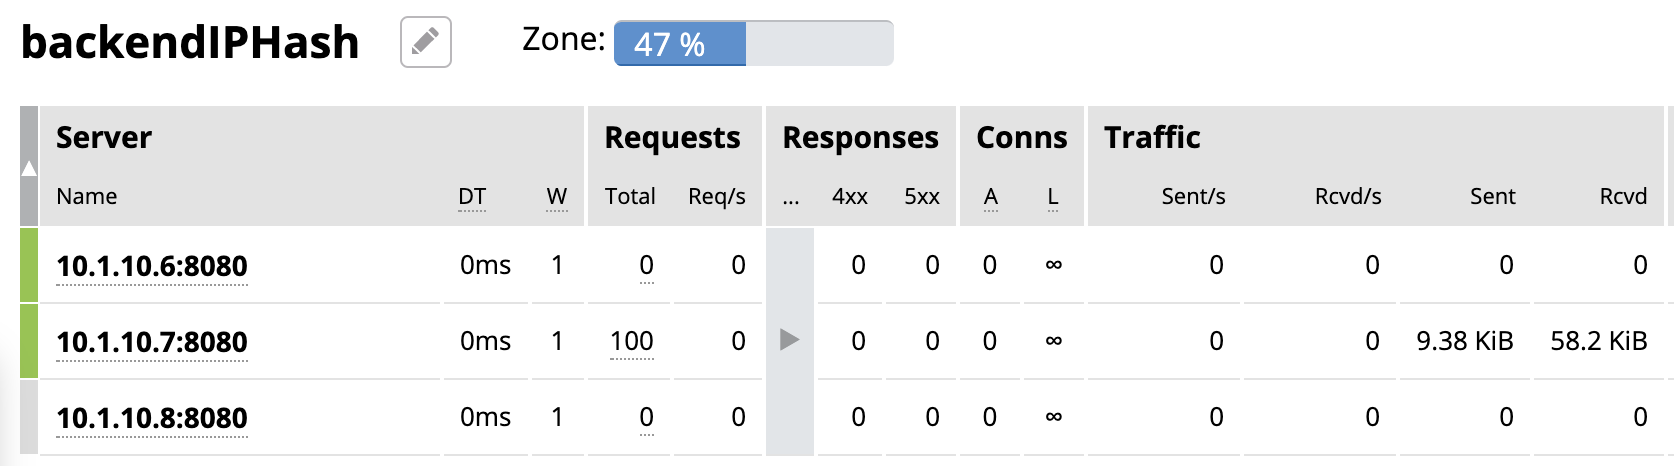 backendIPHash Zone: 47 %
Server Requests Responses Conns Traffic
Name DT W Total Req/s ... 4xx 5xx A L Sent/s Rcvd/s Sent Rcvd
10.1.10.6:8080 0ms 1 0 0 0 0 0 ∞ 0 0 0 0
10.1.10.7:8080 0ms 1 100 0 0 0 0 ∞ 0 0 9.38 KiB 58.2 KiB
10.1.10.8:8080 0ms 1 0 0 0 0 0 ∞ 0 0 0 0